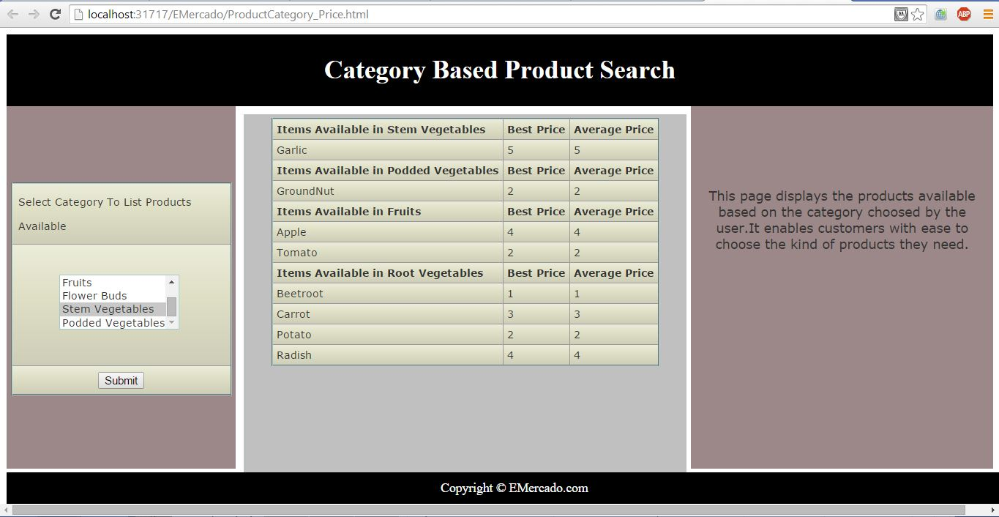 localhost:31717/EMercado/ProductCategory_Price.html
ABP
Category Based Product Search
Select Category To List Products
Available
Fruits
Flower Buds
Stem Vegetables
Podded Vegetables
Submit
Items Available in Stem Vegetables Best Price Average Price
Garlic 5 5
Items Available in Podded Vegetables Best Price Average Price
GroundNut 2 2
Items Available in Fruits Best Price Average Price
Apple 4 4
Tomato 2 2
Items Available in Root Vegetables Best Price Average Price
Beetroot 1 1
Carrot 3 3
Potato 2 2
Radish 4 4
This page displays the products available
based on the category choosed by the
user.It enables customers with ease to
choose the kind of products they need.
Copyright © EMercado.com